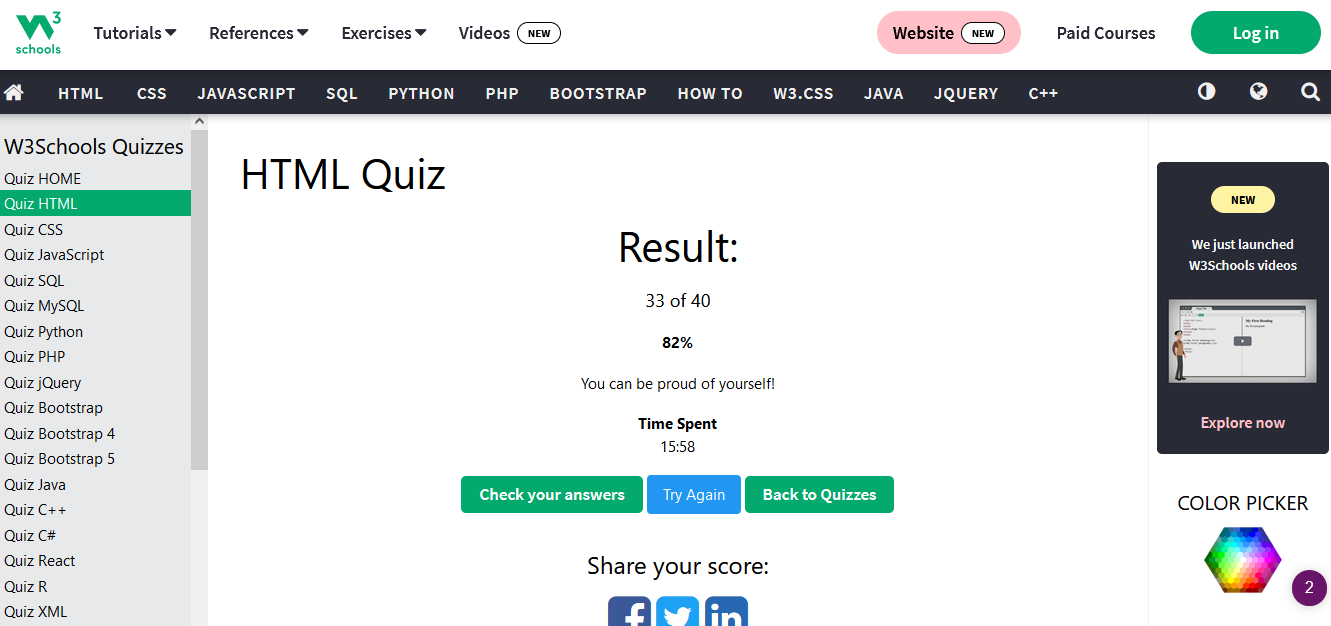 W3
schools
Tutorials References Exercises Videos NEW Website NEW Paid Courses Log in
HTML CSS JAVASCRIPT SQL PYTHON PHP BOOTSTRAP HOW TO W3.CSS JAVA JQUERY C++
W3Schools Quizzes
Quiz HOME
Quiz HTML
Quiz CSS
Quiz JavaScript
Quiz SQL
Quiz MySQL
Quiz Python
Quiz PHP
Quiz jQuery
Quiz Bootstrap
Quiz Bootstrap 4
Quiz Bootstrap 5
Quiz Java
Quiz C++
Quiz C#
Quiz React
Quiz R
Quiz XML
HTML Quiz
Result:
33 of 40
82%
You can be proud of yourself!
Time Spent
15:58
Check your answers Try Again Back to Quizzes
Share your score:
f in
NEW
We just launched
W3Schools videos
My First Heading
Explore now
COLOR PICKER
2